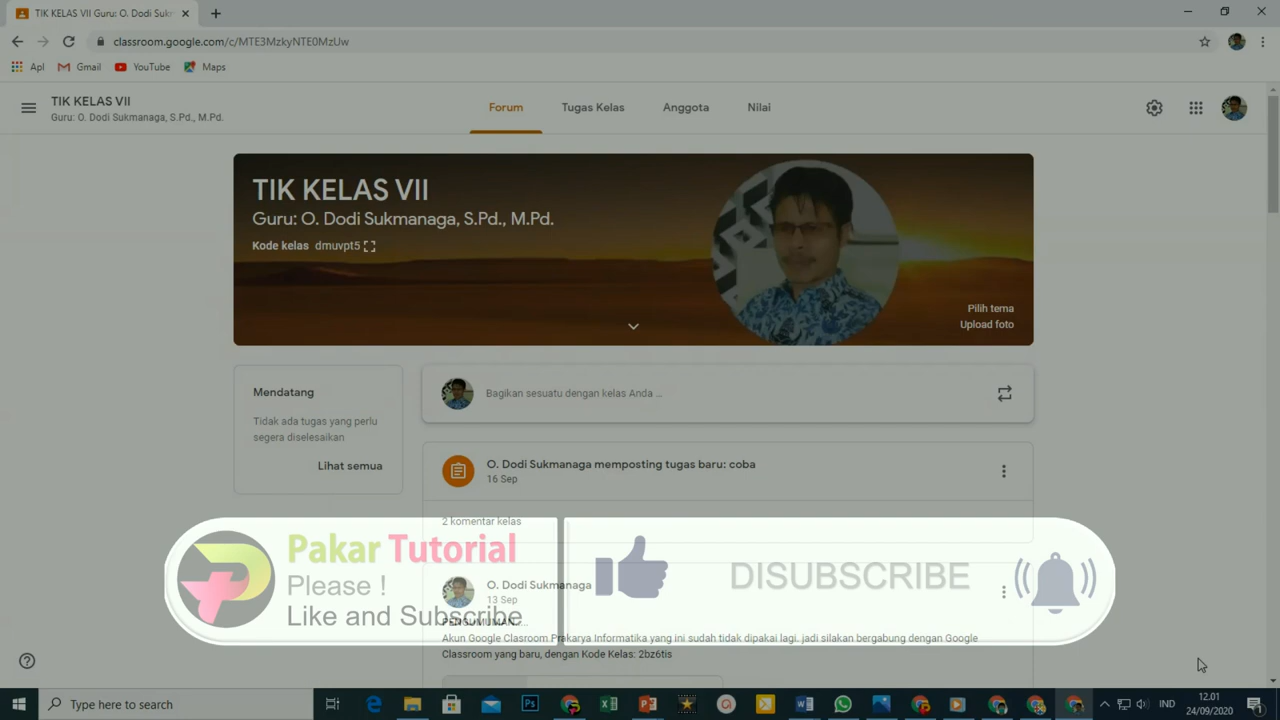 TIK KELAS VII Guru: O. Dodi Suk
classroom.google.com/c/MTE3MzkyNTE0MzUw
Apl Gmail YouTube Maps
TIK KELAS VII
Guru: O. Dodi Sukmanaga, S.Pd., M.Pd.
Forum Tugas Kelas Anggota Nilai
TIK KELAS VII
Guru: O. Dodi Sukmanaga, S.Pd., M.Pd.
Kode kelas dmuvpt5
Pilih tema
Upload foto
Mendatang
Tidak ada tugas yang perlu
segera diselesaikan
Lihat semua
Bagikan sesuatu dengan kelas Anda ...
O. Dodi Sukmanaga memposting tugas baru: coba
16 Sep
2 komentar kelas
O. Dodi Sukmanaga
13 Sep
PENGUMUMAN....
Akun Google Clasroom Prakarya Informatika yang ini sudah tidak dipakai lagi. jadi silakan bergabung dengan Google
Classroom yang baru, dengan Kode Kelas: 2bz6tis
Pakar Tutorial
Please !
Like and Subscribe
DISUBSCRIBE
Type here to search
IND
12.01
24/09/2020